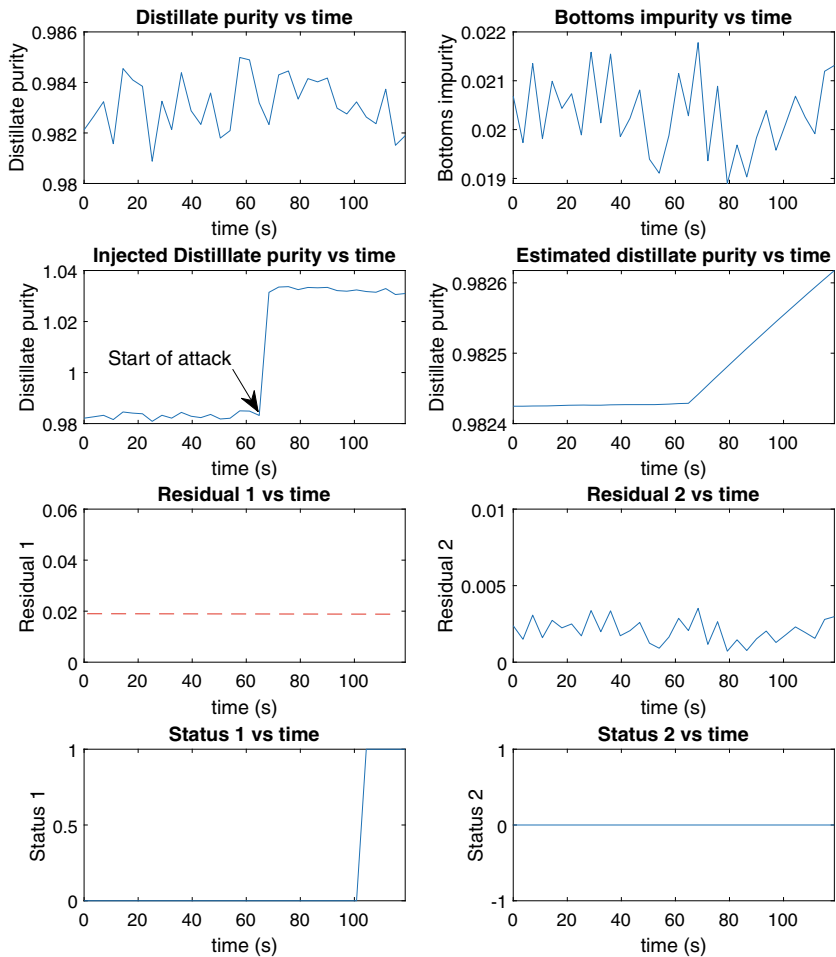 Distillate purity vs time
0.986
0.984
0.982
0.98
Distillate purity
0 20 40 60 80 100
time (s)
Bottoms impurity vs time
0.022
0.021
0.02
0.019
Bottoms impurity
0 20 40 60 80 100
time (s)
Injected Distilllate purity vs time
1.04
1.02
1
0.98
Distillate purity
Start of attack
0 20 40 60 80 100
time (s)
Estimated distillate purity vs time
0.9826
0.9825
0.9824
Distillate purity
0 20 40 60 80 100
time (s)
Residual 1 vs time
0.06
0.04
0.02
0
Residual 1
0 20 40 60 80 100
time (s)
Residual 2 vs time
0.01
0.005
0
Residual 2
0 20 40 60 80 100
time (s)
Status 1 vs time
1
0.5
0
Status 1
0 20 40 60 80 100
time (s)
Status 2 vs time
1
0
-1
Status 2
0 20 40 60 80 100
time (s)